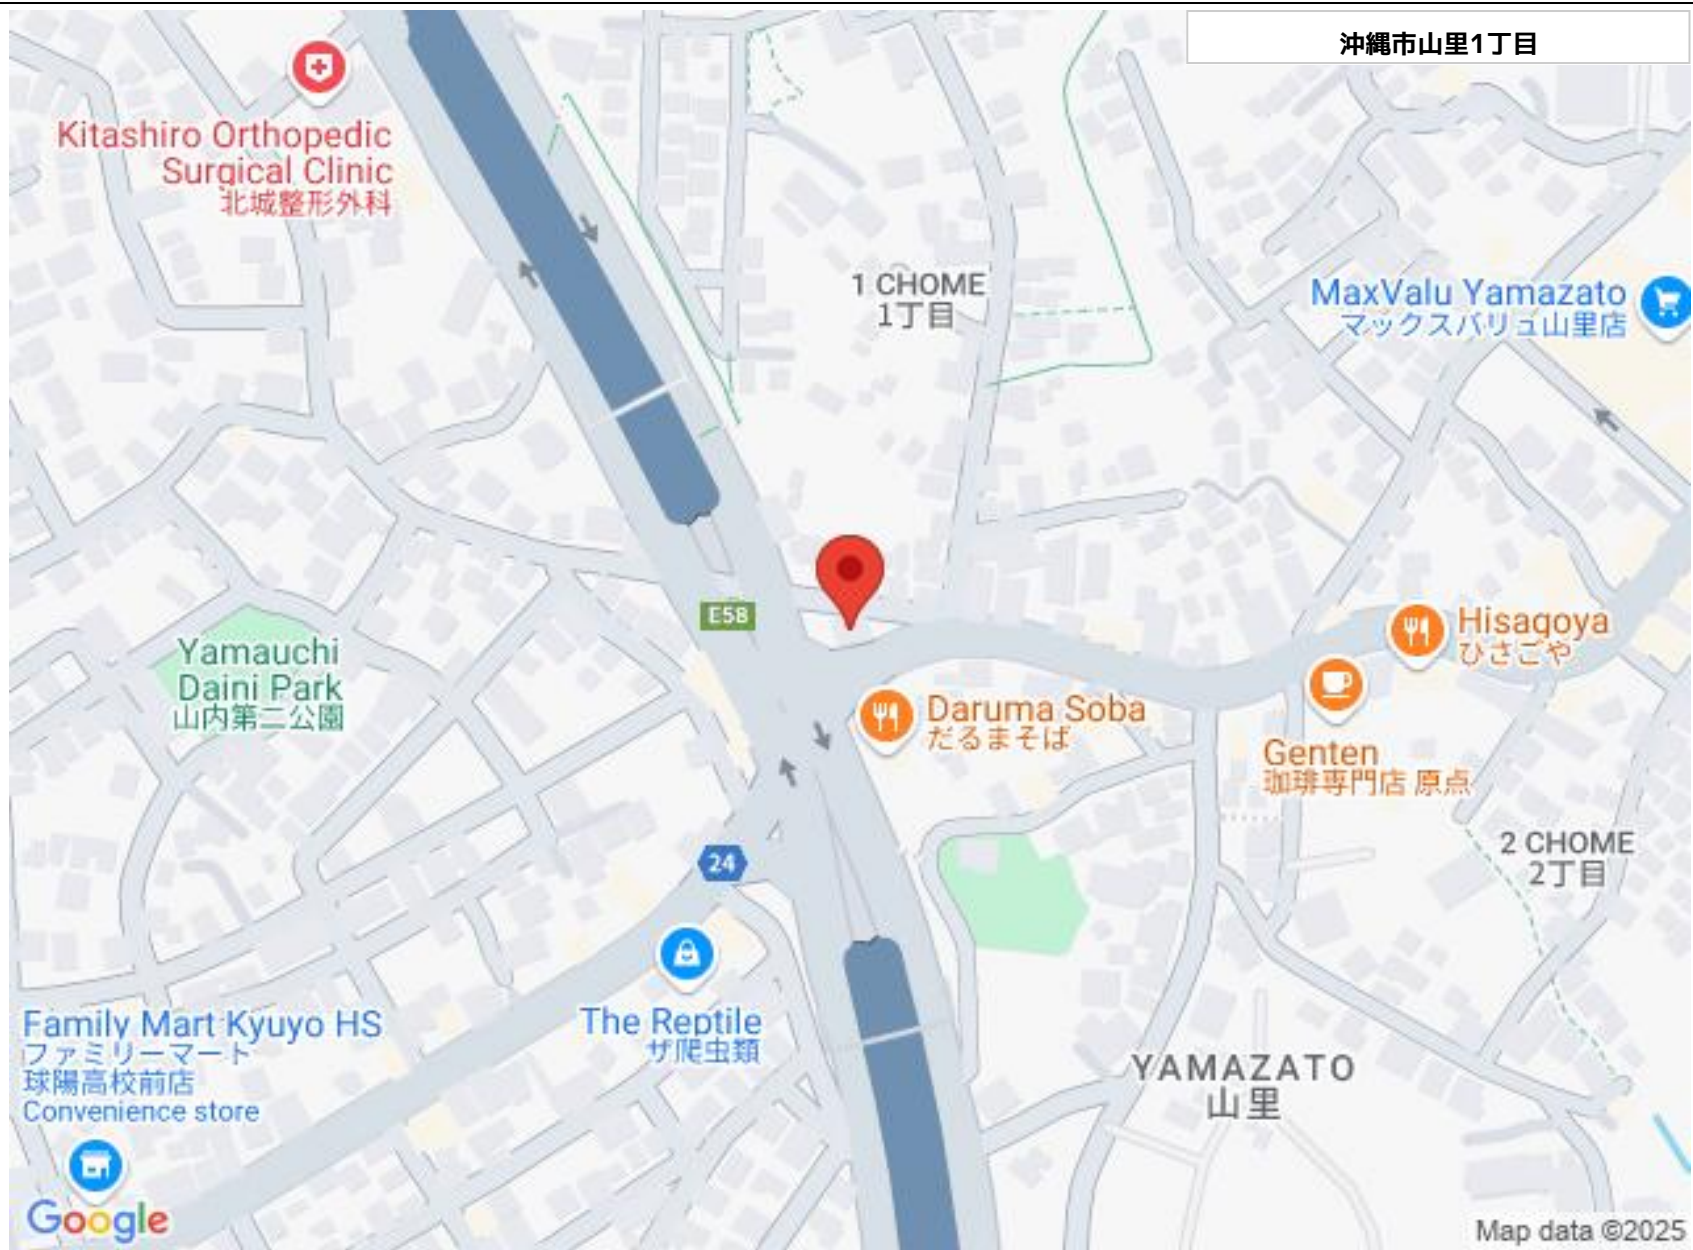 沖縄市山里1丁目
Kitashiro Orthopedic
Surgical Clinic
北城整形外科
1 CHOME
1丁目
MaxValu Yamazato
マックスバリュ山里店
E58
Hisagoya
ひさごや
Yamauchi
Daini Park
山内第二公園
Daruma Soba
だるまそば
Genten
珈琲専門店 原点
24
2 CHOME
2丁目
Family Mart Kyuyo HS
ファミリーマート
球陽高校前店
Convenience store
The Reptile
ザ爬虫類
YAMAZATO
山里
Google
Map data ©2025